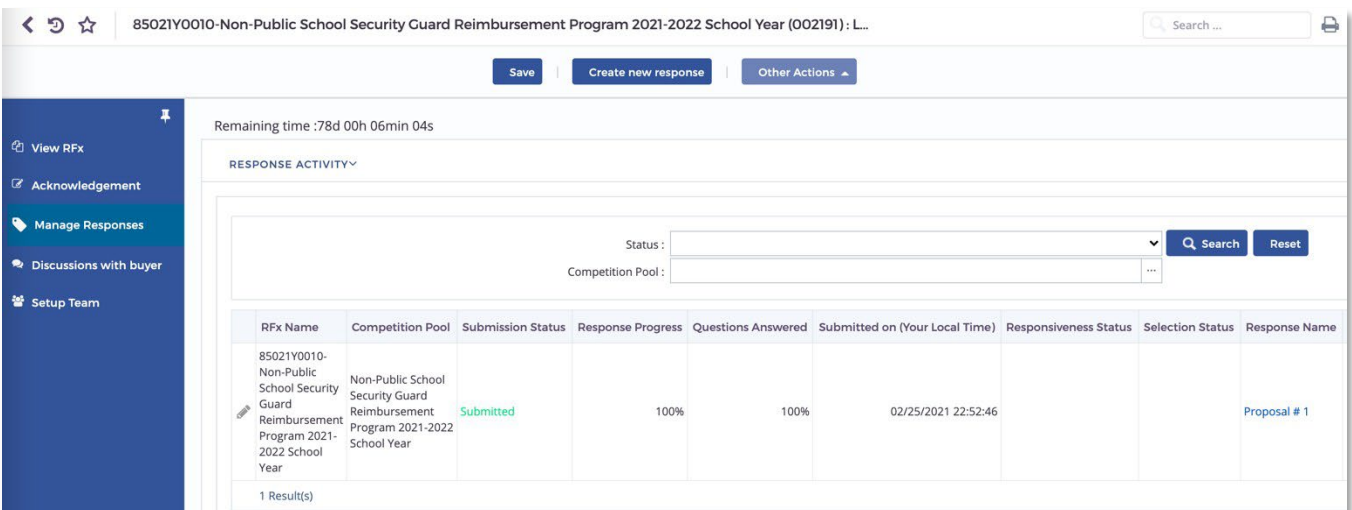 85021Y0010-Non-Public School Security Guard Reimbursement Program 2021-2022 School Year (002191) : L...
Search ...
Save
Create new response
Other Actions
View RFx
Acknowledgement
Manage Responses
Discussions with buyer
Setup Team
Remaining time :78d 00h 06min 04s
RESPONSE ACTIVITY
Status :
Search
Reset
Competition Pool :
...
RFx Name Competition Pool Submission Status Response Progress Questions Answered Submitted on (Your Local Time) Responsiveness Status Selection Status Response Name
85021Y0010-
Non-Public
School Security
Guard
Reimbursement
Program 2021-
2022 School
Year
Non-Public School
Security Guard
Reimbursement
Program 2021-2022
School Year
Submitted
100%
100%
02/25/2021 22:52:46
Proposal # 1
1 Result(s)